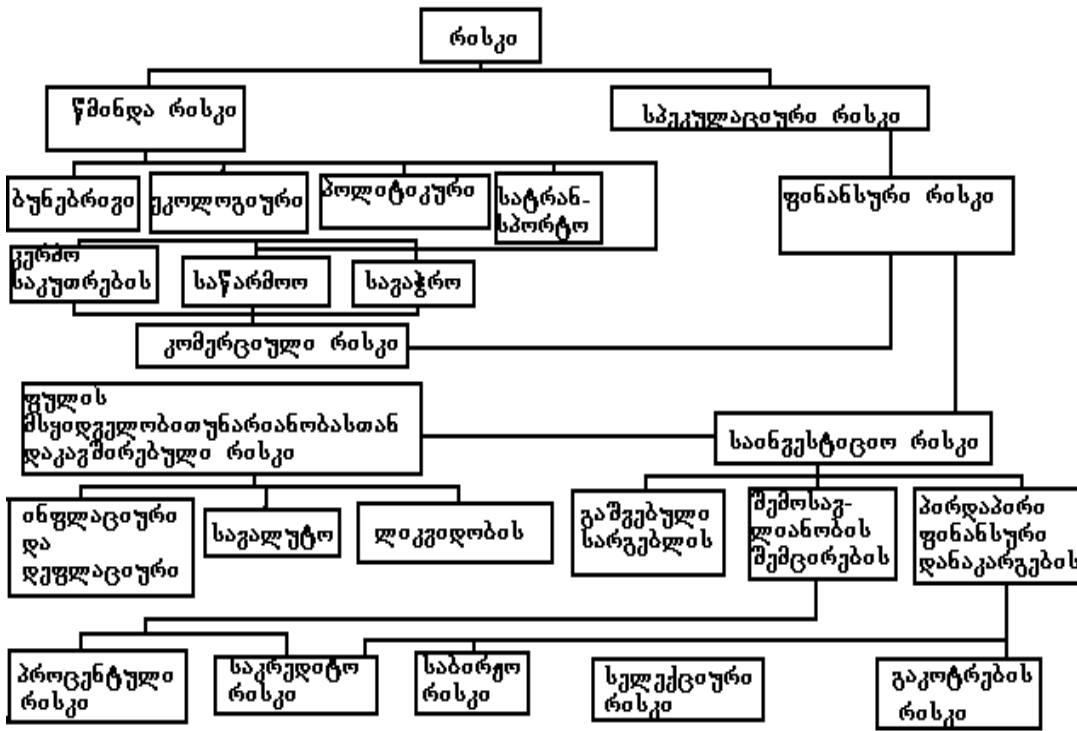 რისკი
წმინდა რისკი
სპეკულაციური რისკი
ბუნებრივი
ეკოლოგიური
პოლიტიკური
სატრან-
სპორტო
ფინანსური რისკი
კერძო
საკუთრების
საწარმოო
სავაჭრო
კომერციული რისკი
ფულის
მსყიდველობითუნარიანობასთან
დაკავშირებული რისკი
საინვესტიციო რისკი
ინფლაციური
და
დეფლაციური
სავალუტო
ლიკვიდობის
გაშვებული
სარგებლის
შემოსავ-
ლიანობის
შემცირების
პირდაპირი
ფინანსური
დანაკარგების
პროცენტული
რისკი
საკრედიტო
რისკი
საბირჟო
რისკი
სელექციური
რისკი
გაკოტრების
რისკი